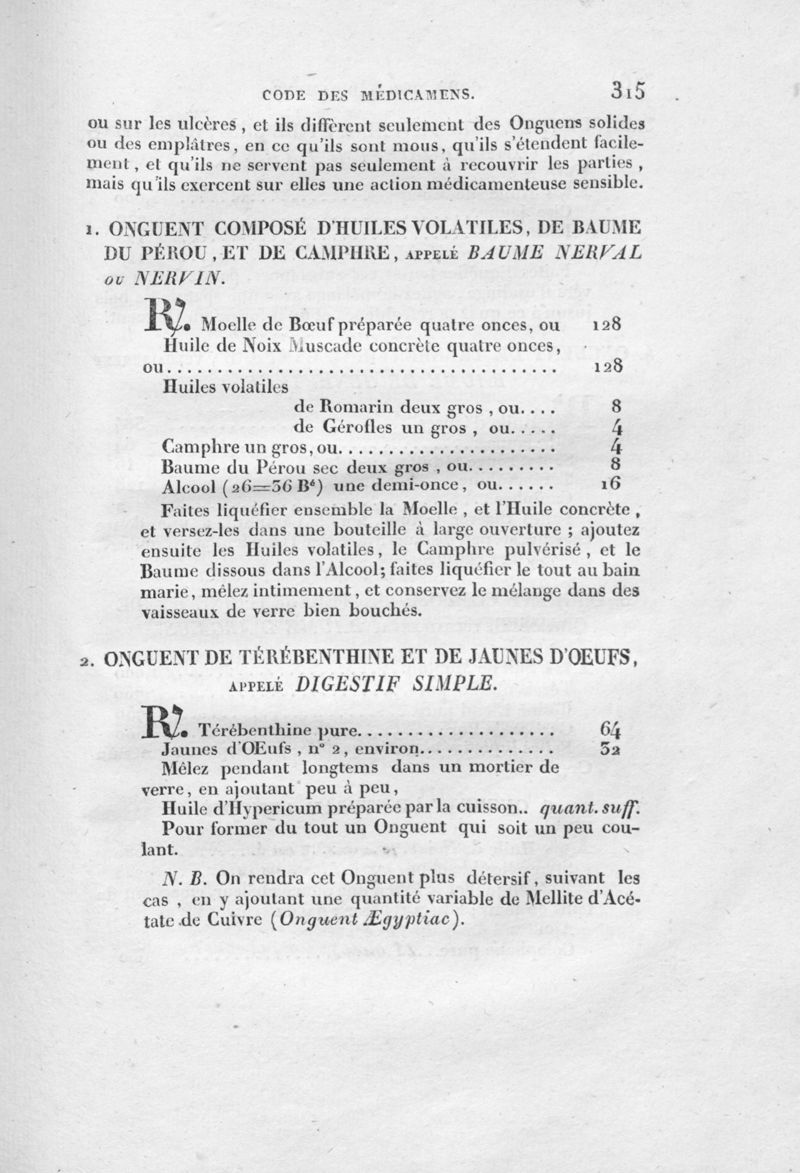 CODE DES MÉDICAMENS. 315
ou sur les ulcères, et ils diffèrent seulement des Onguens solides
ou des emplâtres, en ce qu'ils sont mous, qu'ils s'étendent facile-
ment, et qu'ils ne servent pas seulement à recouvrir les parties,
mais qu'ils exercent sur elles une action médicamenteuse sensible.
1. ONGUENT COMPOSÉ D'HUILES VOLATILES, DE BAUME
DU PÉROU, ET DE CAMPHRE, APPELÉ BAUME NERVAL
OU NERVIN.
℞. Moelle de Bœuf préparée quatre onces, ou 128
Huile de Noix Muscade concrète quatre onces,
ou....................................... 128
Huiles volatiles
de Romarin deux gros, ou.... 8
de Gérofles un gros, ou..... 4
Camphre un gros, ou...................... 4
Baume du Pérou sec deux gros, ou......... 8
Alcool (26=36 Bé) une demi-once, ou...... 16
Faites liquéfier ensemble la Moelle, et l'Huile concrète,
et versez-les dans une bouteille à large ouverture; ajoutez
ensuite les Huiles volatiles, le Camphre pulvérisé, et le
Baume dissous dans l'Alcool; faites liquéfier le tout au bain
marie, mêlez intimement, et conservez le mélange dans des
vaisseaux de verre bien bouchés.
2. ONGUENT DE TÉRÉBENTHINE ET DE JAUNES D'OEUFS,
APPELÉ DIGESTIF SIMPLE.
℞. Térébenthine pure.................... 64
Jaunes d'OEufs, n° 2, environ.............. 32
Mêlez pendant longtems dans un mortier de
verre, en ajoutant peu à peu,
Huile d'Hypericum préparée par la cuisson.. quant. suff.
Pour former du tout un Onguent qui soit un peu cou-
lant.
N. B. On rendra cet Onguent plus détersif, suivant les
cas, en y ajoutant une quantité variable de Mellite d'Acé-
tate de Cuivre (Onguent Ægyptiac).